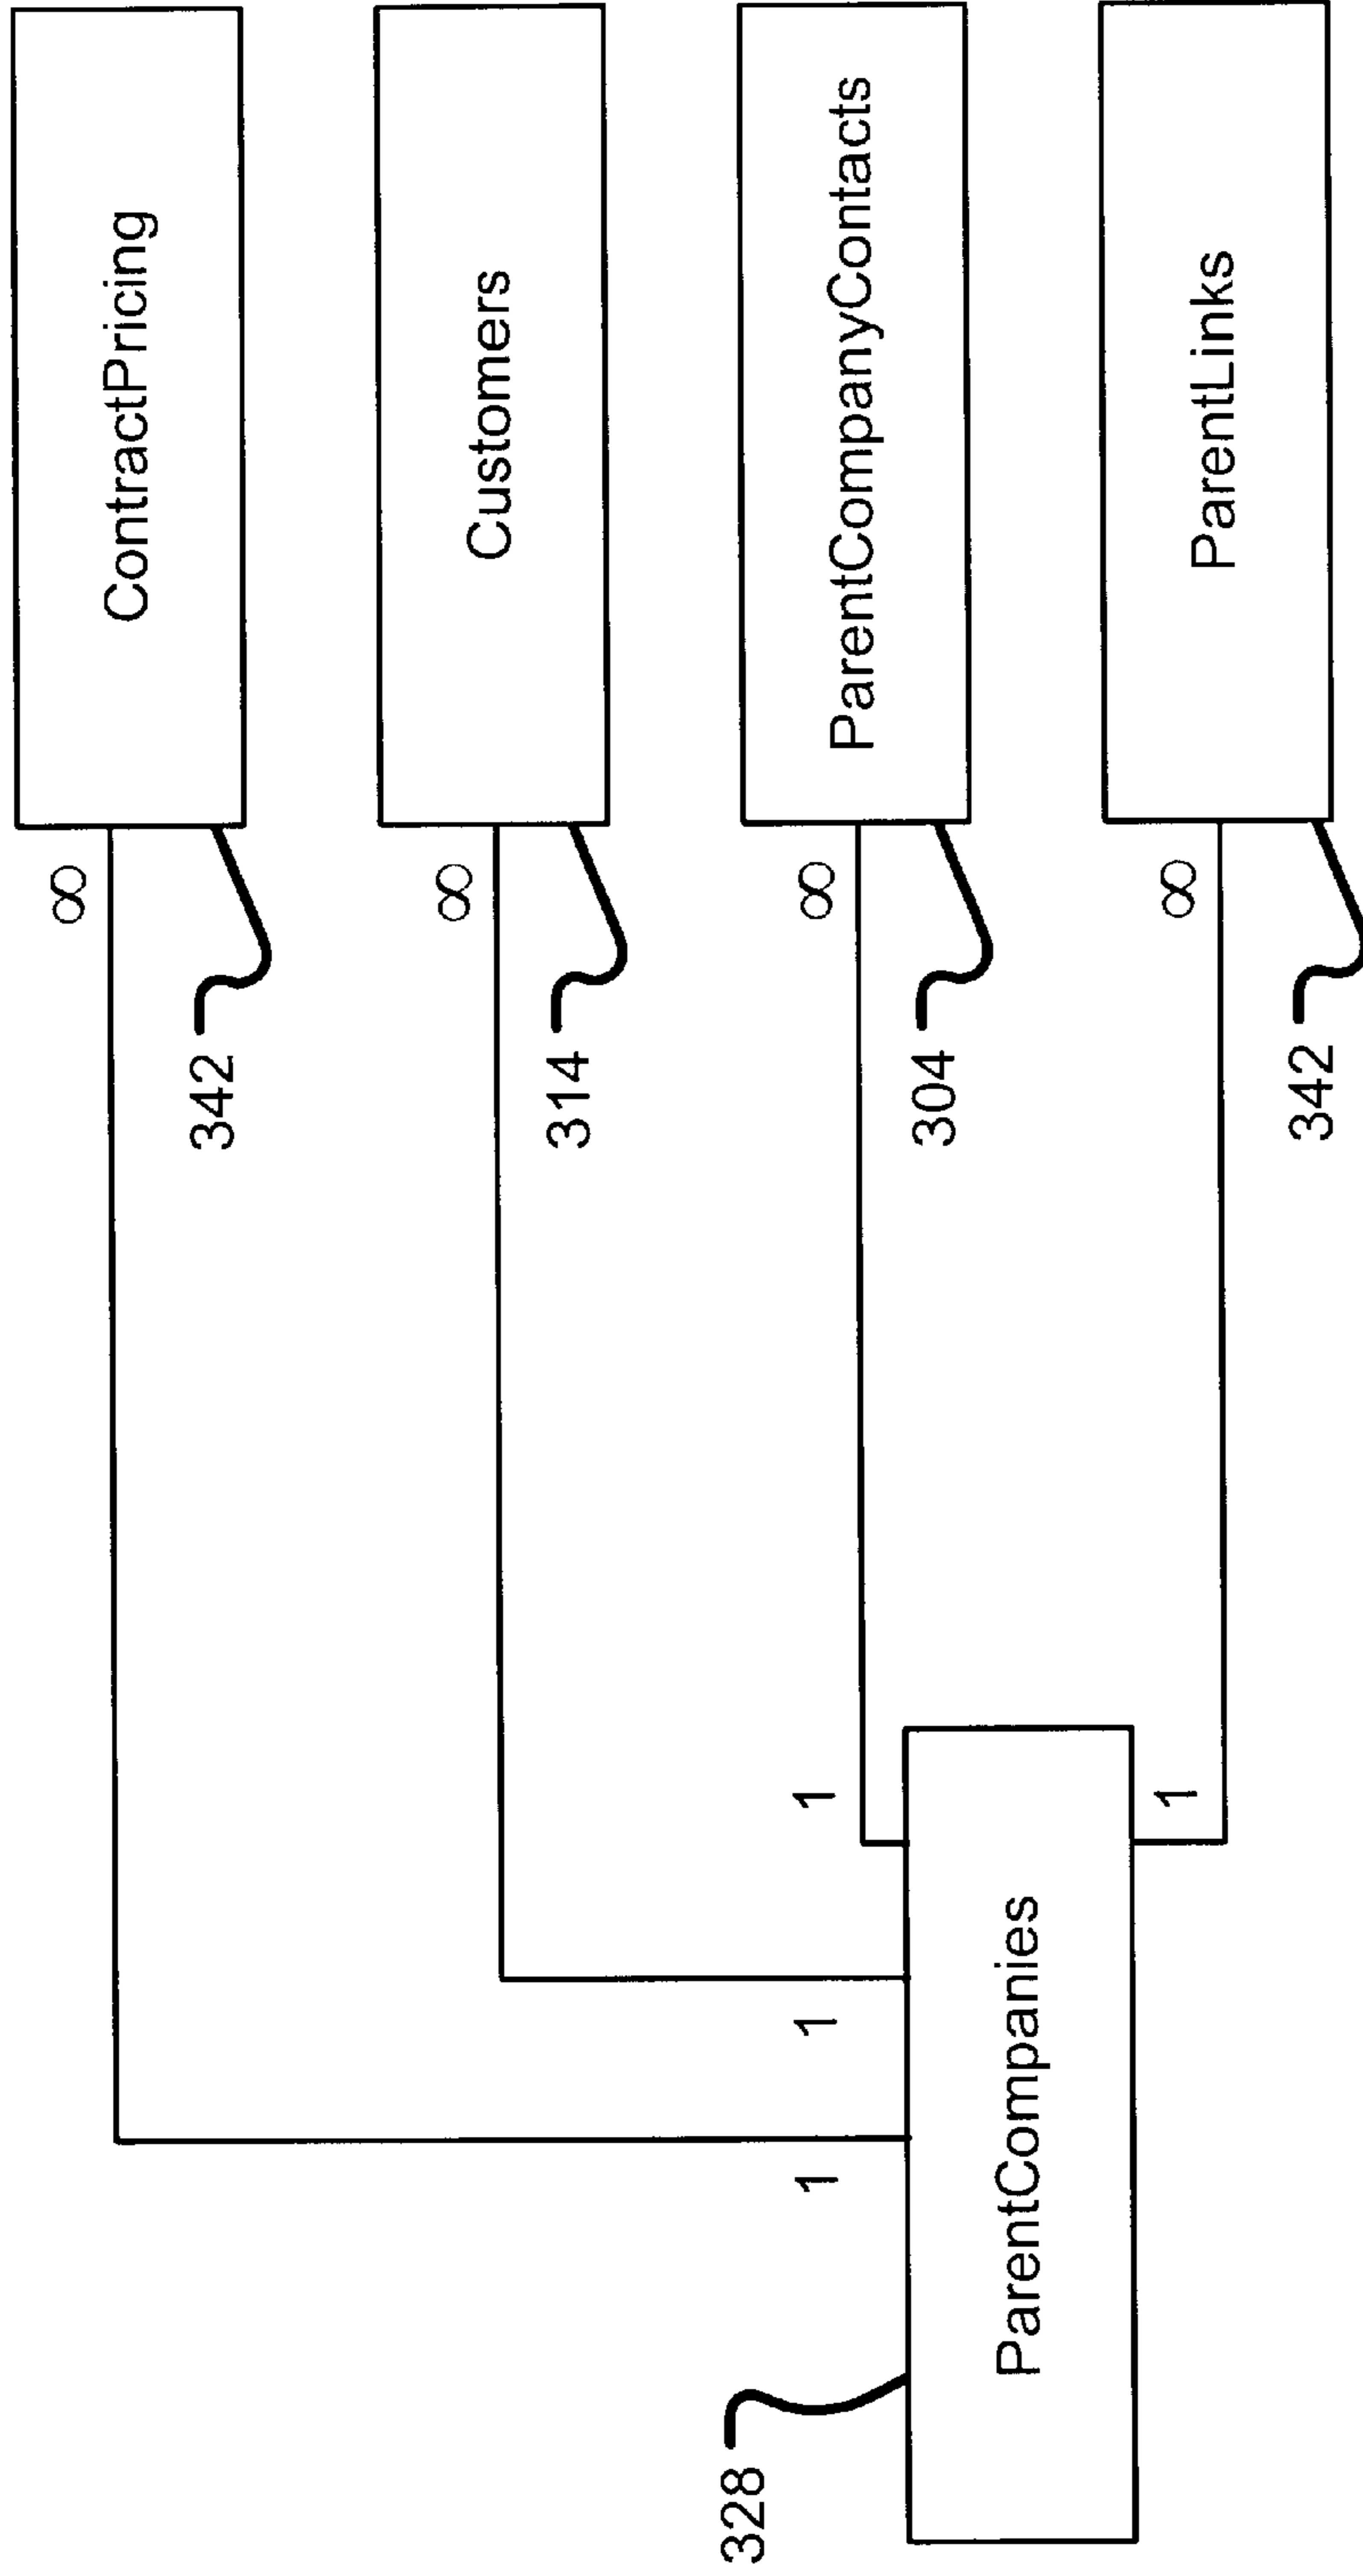 ContractPricing
∞
342
Customers
∞
314
ParentCompanyContacts
∞
304
1
ParentLinks
∞
342
1
1
1
328
ParentCompanies